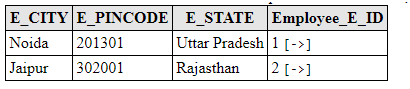 E_CITY E_PINCODE E_STATE Employee_E_ID
Noida 201301 Uttar Pradesh 1 [->]
Jaipur 302001 Rajasthan 2 [->]